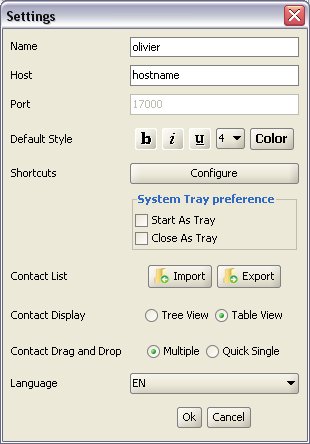 Settings
Name olivier
Host hostname
Port 17000
Default Style b i u 4 Color
Shortcuts Configure
System Tray preference
Start As Tray
Close As Tray
Contact List Import Export
Contact Display Tree View Table View
Contact Drag and Drop Multiple Quick Single
Language EN
Ok Cancel